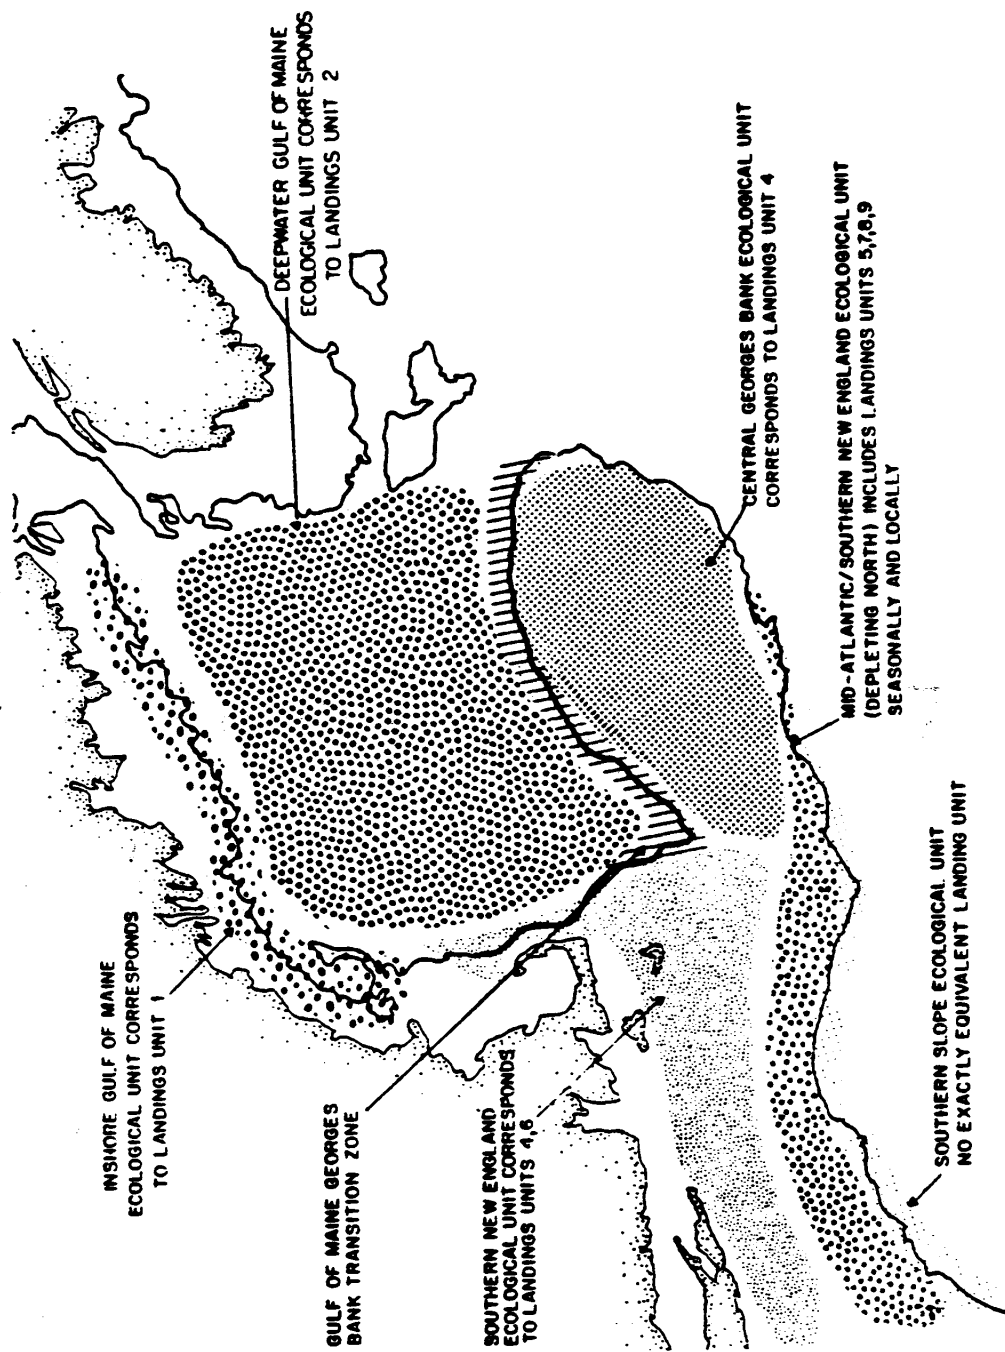 INSHORE GULF OF MAINE
ECOLOGICAL UNIT CORRESPONDS
TO LANDINGS UNIT 1
DEEPWATER GULF OF MAINE
ECOLOGICAL UNIT CORRESPONDS
TO LANDINGS UNIT 2
GULF OF MAINE GEORGES
BANK TRANSITION ZONE
SOUTHERN NEW ENGLAND
ECOLOGICAL UNIT CORRESPONDS
TO LANDINGS UNITS 4,6
CENTRAL GEORGES BANK ECOLOGICAL UNIT
CORRESPONDS TO LANDINGS UNIT 4
MID-ATLANTIC/SOUTHERN NEW ENGLAND ECOLOGICAL UNIT
(DEPLETING NORTH) INCLUDES LANDINGS UNITS 5,7,8,9
SEASONALLY AND LOCALLY
SOUTHERN SLOPE ECOLOGICAL UNIT
NO EXACTLY EQUIVALENT LANDING UNIT